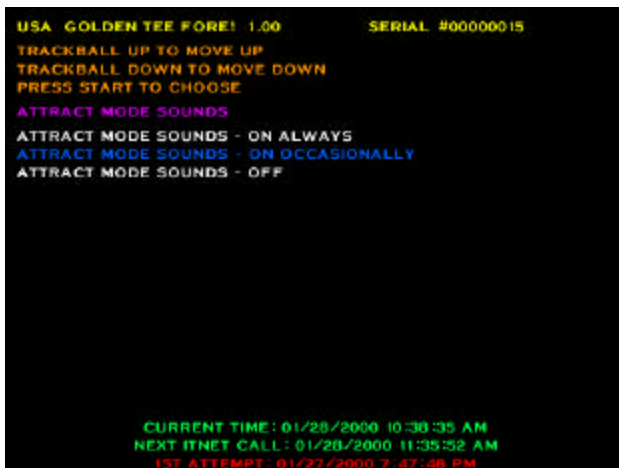 USA GOLDEN TEE FORE! 1.00 SERIAL #00000015
TRACKBALL UP TO MOVE UP
TRACKBALL DOWN TO MOVE DOWN
PRESS START TO CHOOSE
ATTRACT MODE SOUNDS
ATTRACT MODE SOUNDS - ON ALWAYS
ATTRACT MODE SOUNDS - ON OCCASIONALLY
ATTRACT MODE SOUNDS - OFF
CURRENT TIME: 01/28/2000 10:38:35 AM
NEXT ITNET CALL: 01/28/2000 11:35:52 AM
1ST ATTEMPT: 01/27/2000 7:47:48 PM